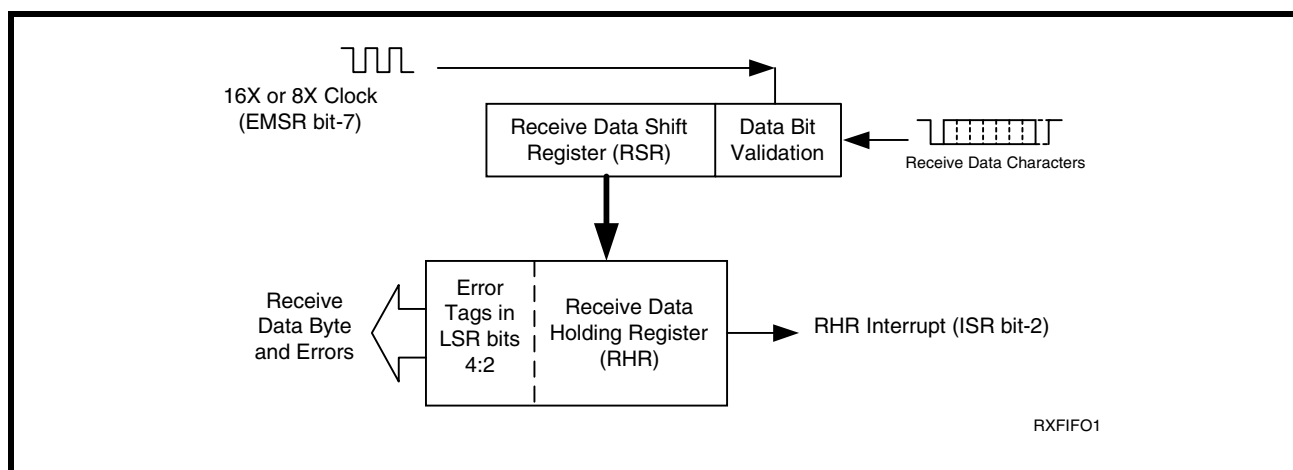 16X or 8X Clock
(EMSR bit-7)
Receive Data Shift
Register (RSR)
Data Bit
Validation
Receive Data Characters
Receive
Data Byte
and Errors
Error
Tags in
LSR bits
4:2
Receive Data
Holding Register
(RHR)
RHR Interrupt (ISR bit-2)
RXFIFO1